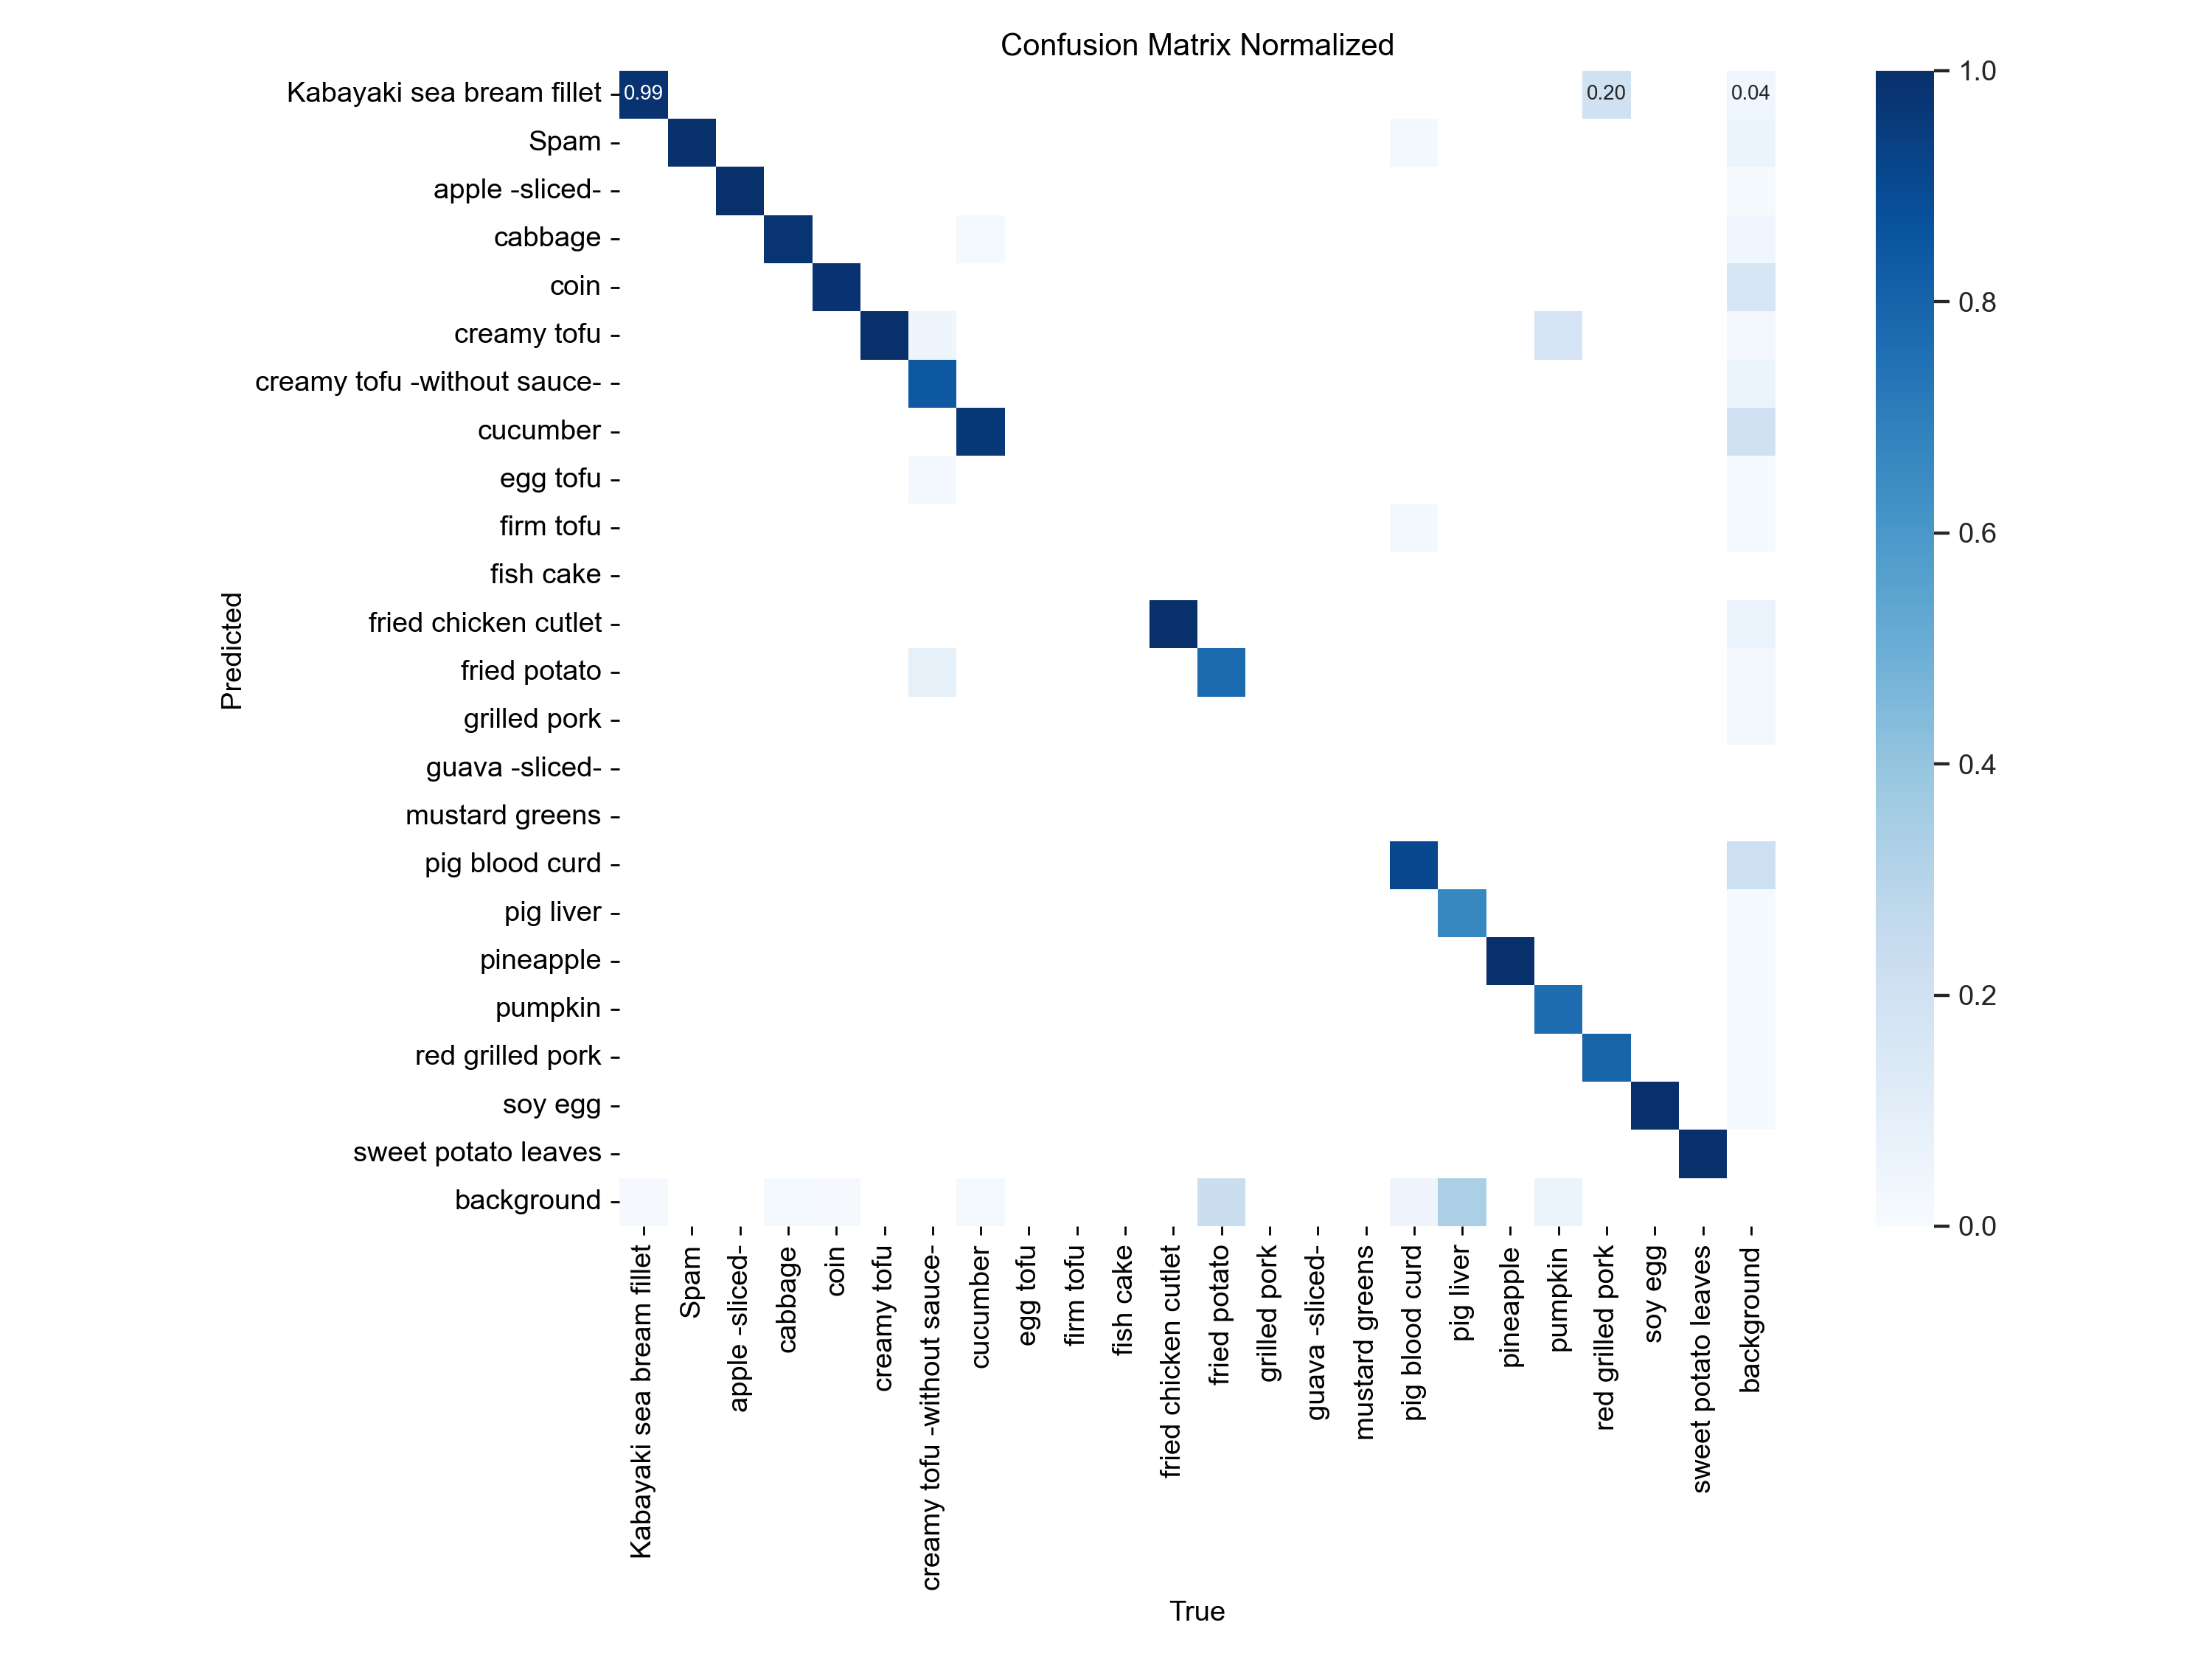 Confusion Matrix Normalized
Kabayaki sea bream fillet
0.99
0.20
0.04
Spam
apple -sliced-
cabbage
coin
creamy tofu
creamy tofu -without sauce-
cucumber
egg tofu
firm tofu
fish cake
fried chicken cutlet
fried potato
grilled pork
guava -sliced-
mustard greens
pig blood curd
pig liver
pineapple
pumpkin
red grilled pork
soy egg
sweet potato leaves
background
Predicted
Kabayaki sea bream fillet
Spam
apple -sliced-
cabbage
coin
creamy tofu
creamy tofu -without sauce-
cucumber
egg tofu
firm tofu
fish cake
fried chicken cutlet
fried potato
grilled pork
guava -sliced-
mustard greens
pig blood curd
pig liver
pineapple
pumpkin
red grilled pork
soy egg
sweet potato leaves
background
True
1.0
0.8
0.6
0.4
0.2
0.0